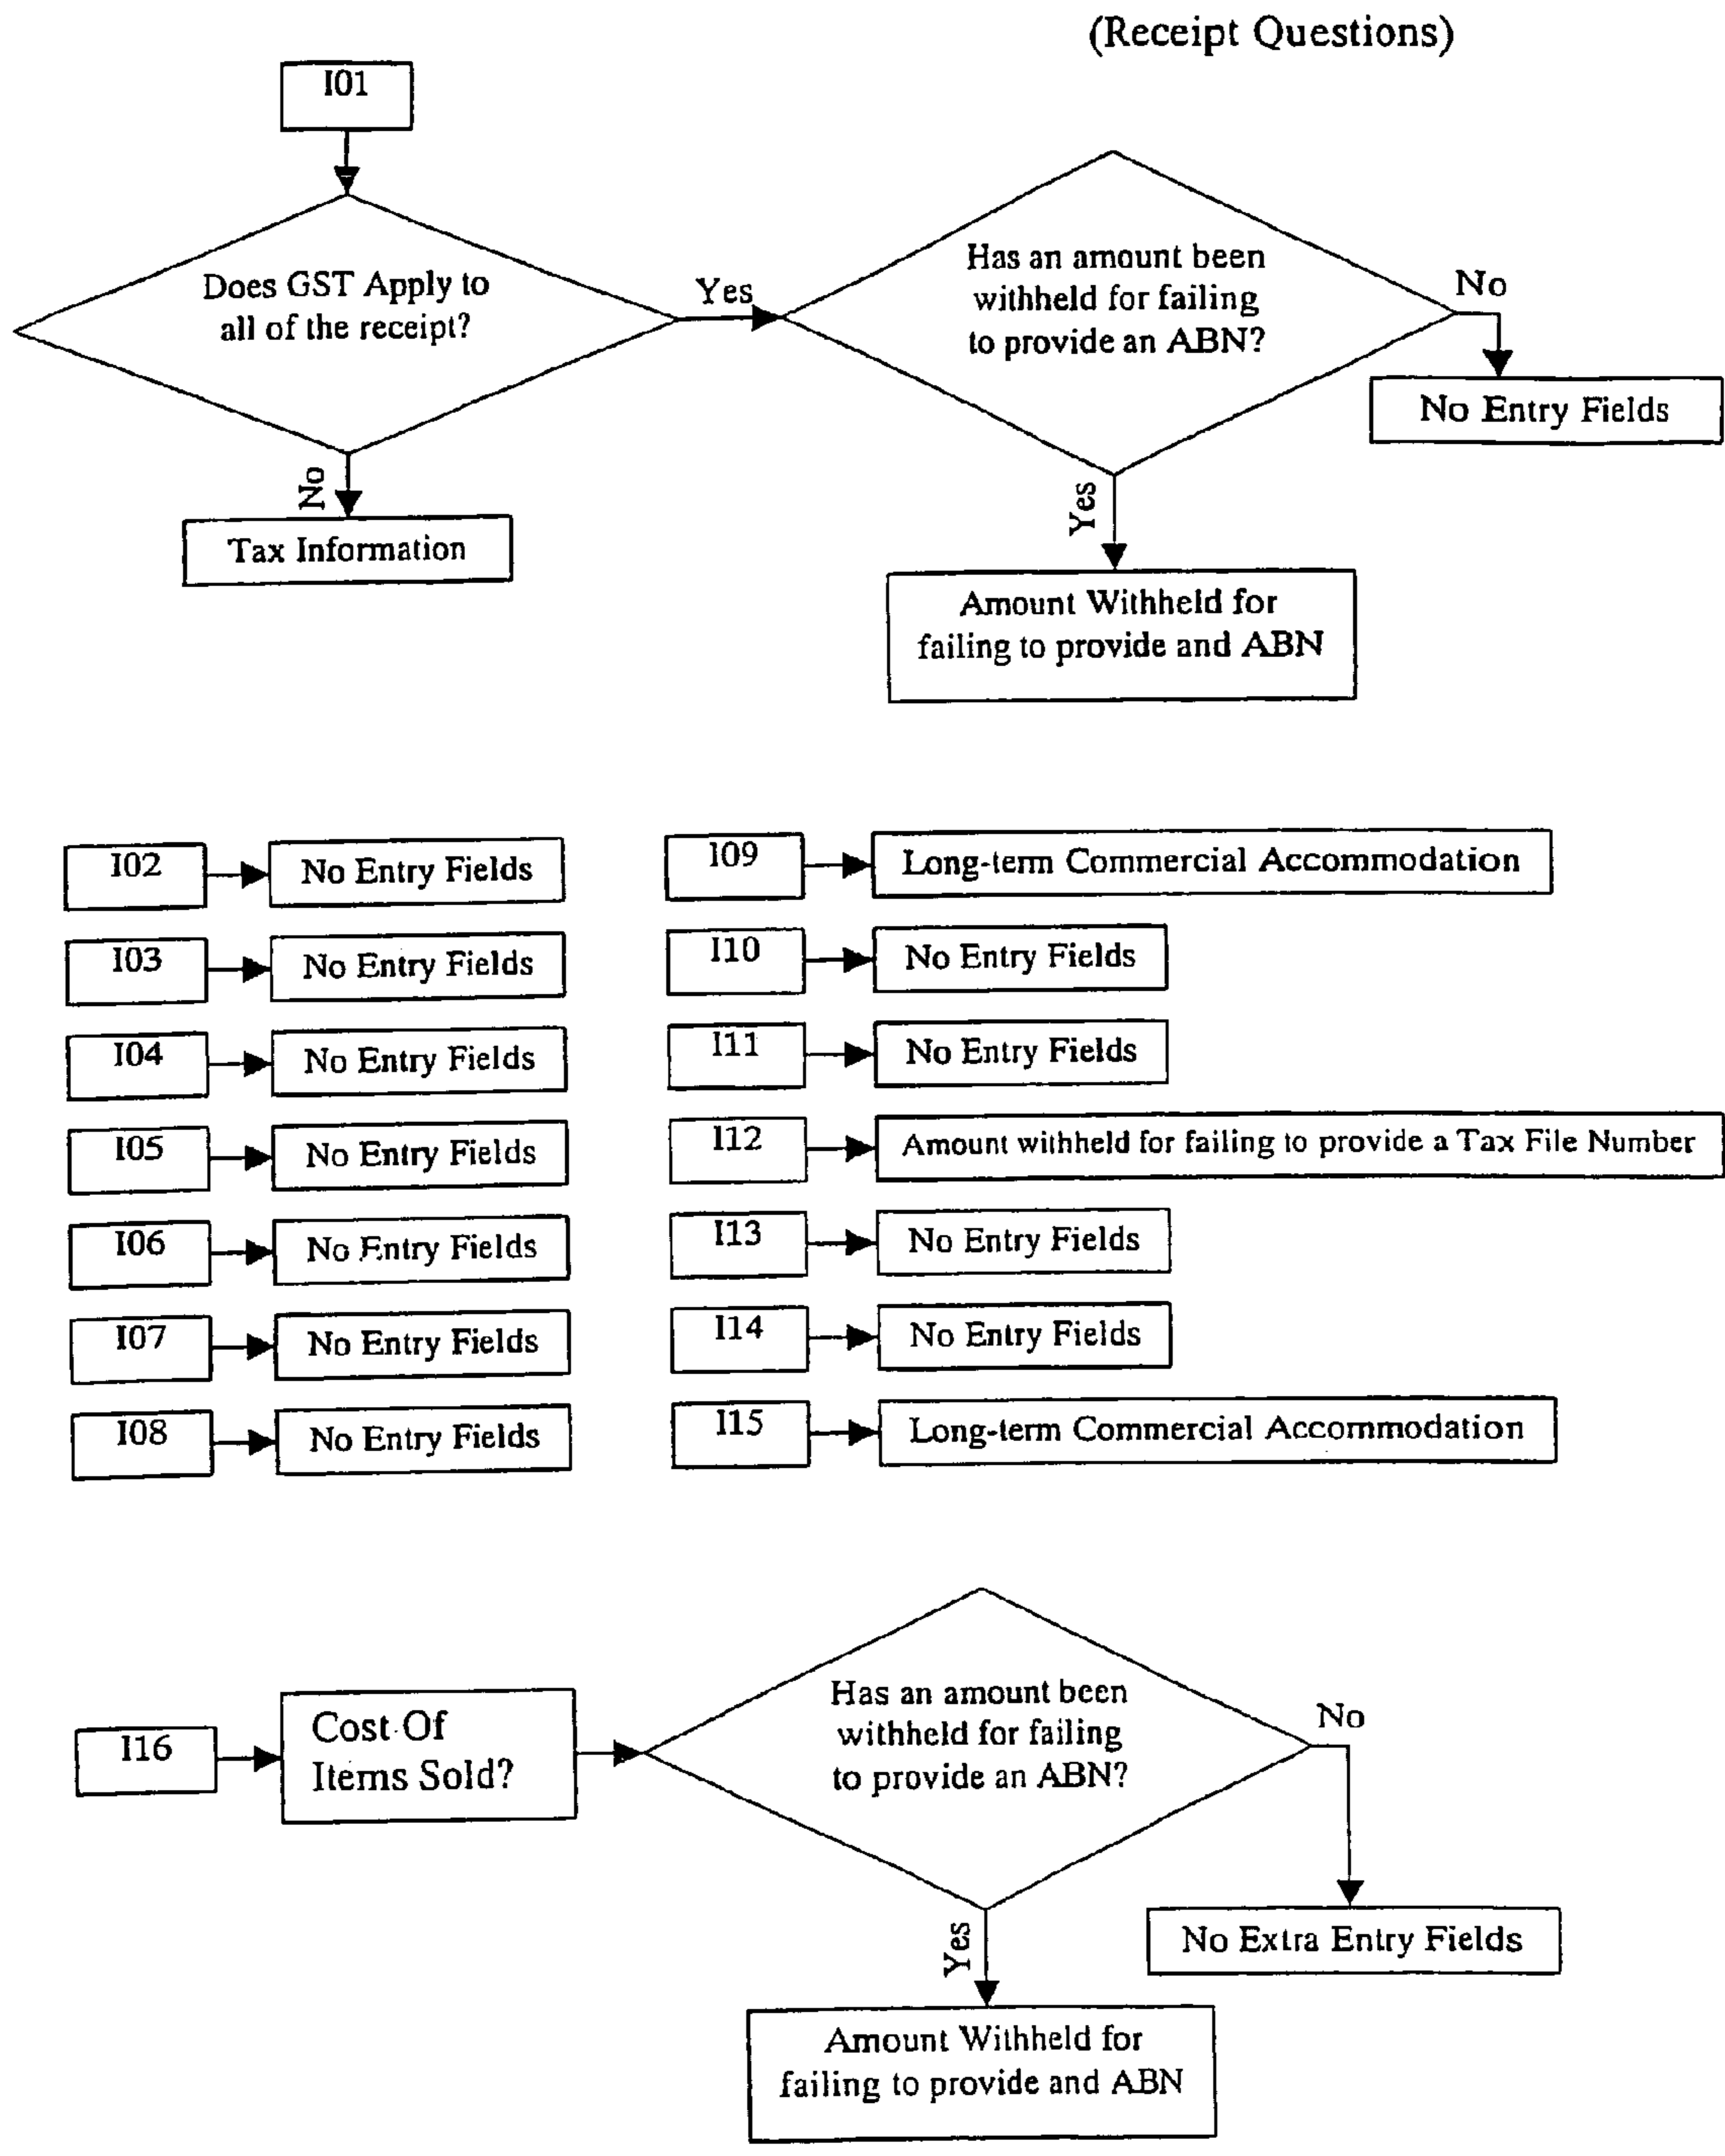 (Receipt Questions)
I01
Does GST Apply to
all of the receipt?
Yes
Has an amount been
withheld for failing
to provide an ABN?
No
No Entry Fields
No
Tax Information
Yes
Amount Withheld for
failing to provide and ABN
I02
No Entry Fields
I03
No Entry Fields
I04
No Entry Fields
I05
No Entry Fields
I06
No Entry Fields
I07
No Entry Fields
I08
No Entry Fields
I09
Long-term Commercial Accommodation
I10
No Entry Fields
I11
No Entry Fields
I12
Amount withheld for failing to provide a Tax File Number
I13
No Entry Fields
I14
No Entry Fields
I15
Long-term Commercial Accommodation
I16
Cost Of
Items Sold?
Has an amount been
withheld for failing
to provide an ABN?
No
No Extra Entry Fields
Yes
Amount Withheld for
failing to provide and ABN